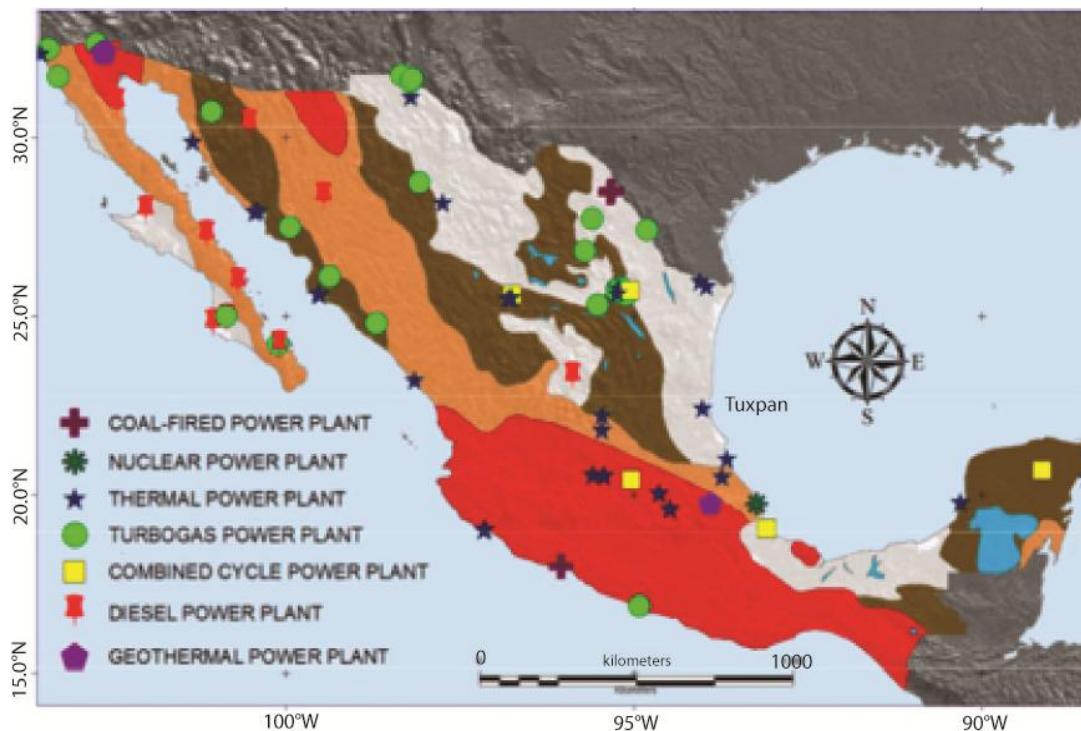 30.0°N
25.0°N
20.0°N
15.0°N
N
W
E
S
Tuxpan
COAL-FIRED POWER PLANT
NUCLEAR POWER PLANT
THERMAL POWER PLANT
TURBOGAS POWER PLANT
COMBINED CYCLE POWER PLANT
DIESEL POWER PLANT
GEOTHERMAL POWER PLANT
0 kilometers 1000
100°W 95°W 90°W